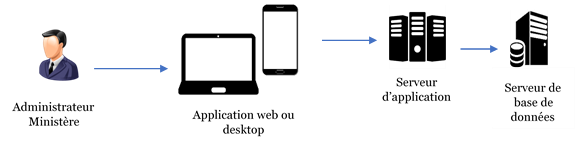 Administrateur
Ministère
Application web ou
desktop
Serveur
d'application
Serveur de
base de
données